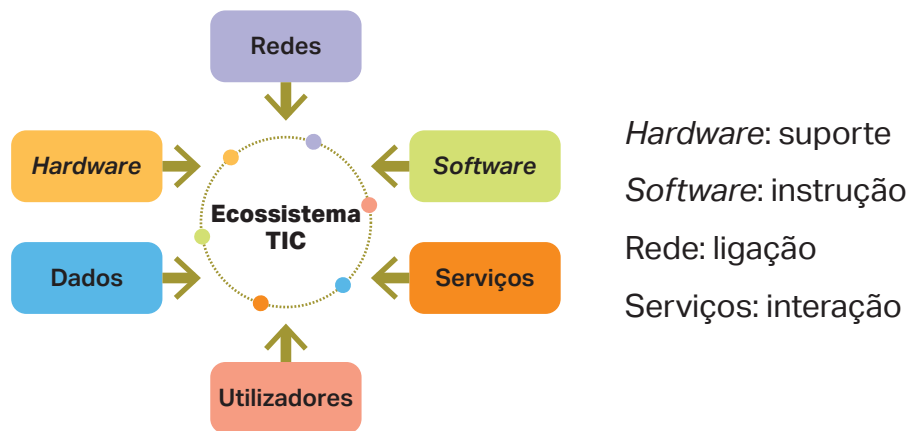 Redes
Hardware
Software
Ecossistema
TIC
Dados
Serviços
Utilizadores
Hardware: suporte
Software: instrução
Rede: ligação
Serviços: interação